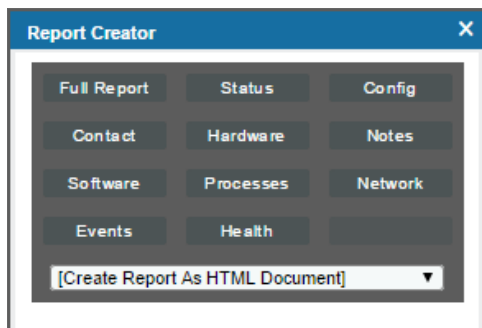 Report Creator
Full Report Status Config
Contact Hardware Notes
Software Processes Network
Events Health
[Create Report As HTML Document]